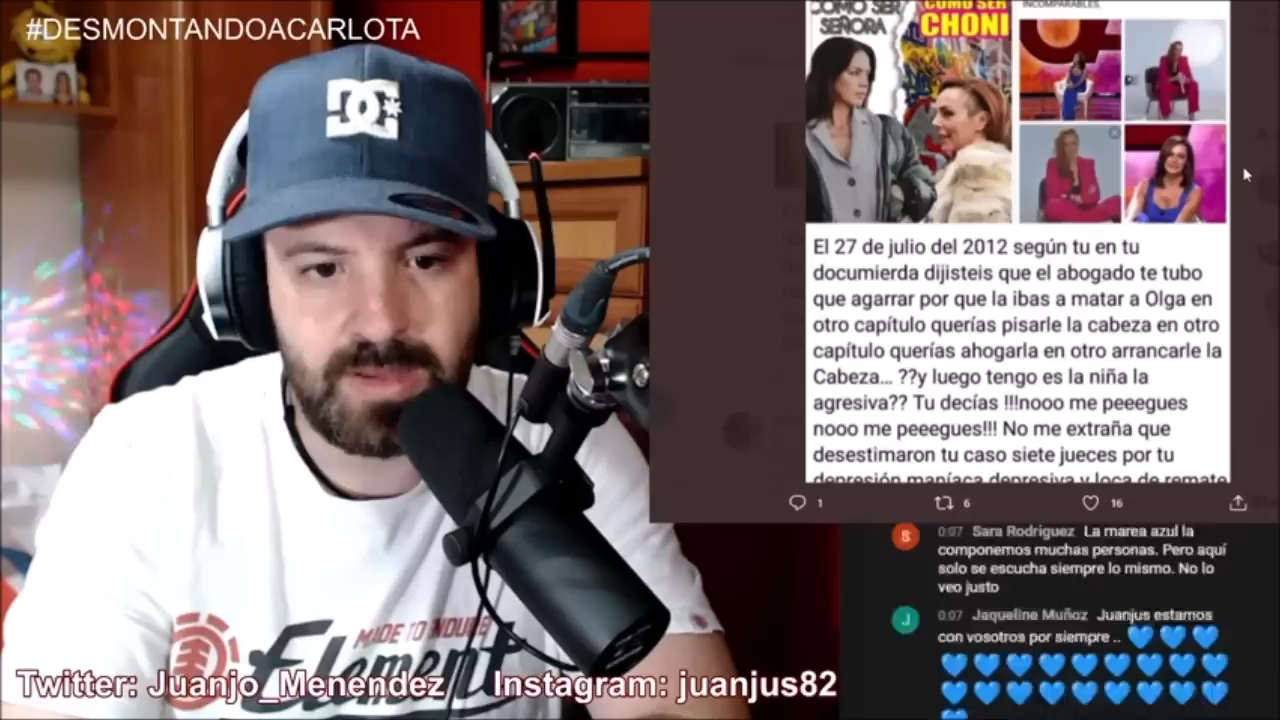 #DESMONTANDOACARLOTA
COMO SER
SEÑORA
COMO SER
CHONI
INCOMPARABLES.
El 27 de julio del 2012 según tu en tu
documierda dijisteis que el abogado te tubo
que agarrar por que la ibas a matar a Olga en
otro capítulo querías pisarle la cabeza en otro
capítulo querías ahogarla en otro arrancarle la
Cabeza... ??y luego tengo es la niña la
agresiva?? Tu decías !!!nooo me peeegues
nooo me peeegues!!! No me extraña que
desestimaron tu caso siete jueces por tu
depresión maníaca depresiva y loca de remate
1 6 16
S 0:07 Sara Rodriguez La marea azul la
componemos muchas personas. Pero aquí
solo se escucha siempre lo mismo. No lo
veo justo
J 0:07 Jaqueline Muñoz Juanjus estamos
con vosotros por siempre .. 💙💙💙
💙💙💙💙💙💙💙💙💙
💙💙💙💙💙💙💙💙💙
💙
DC
Element
Twitter: Juanjo_Menendez Instagram: juanjus82